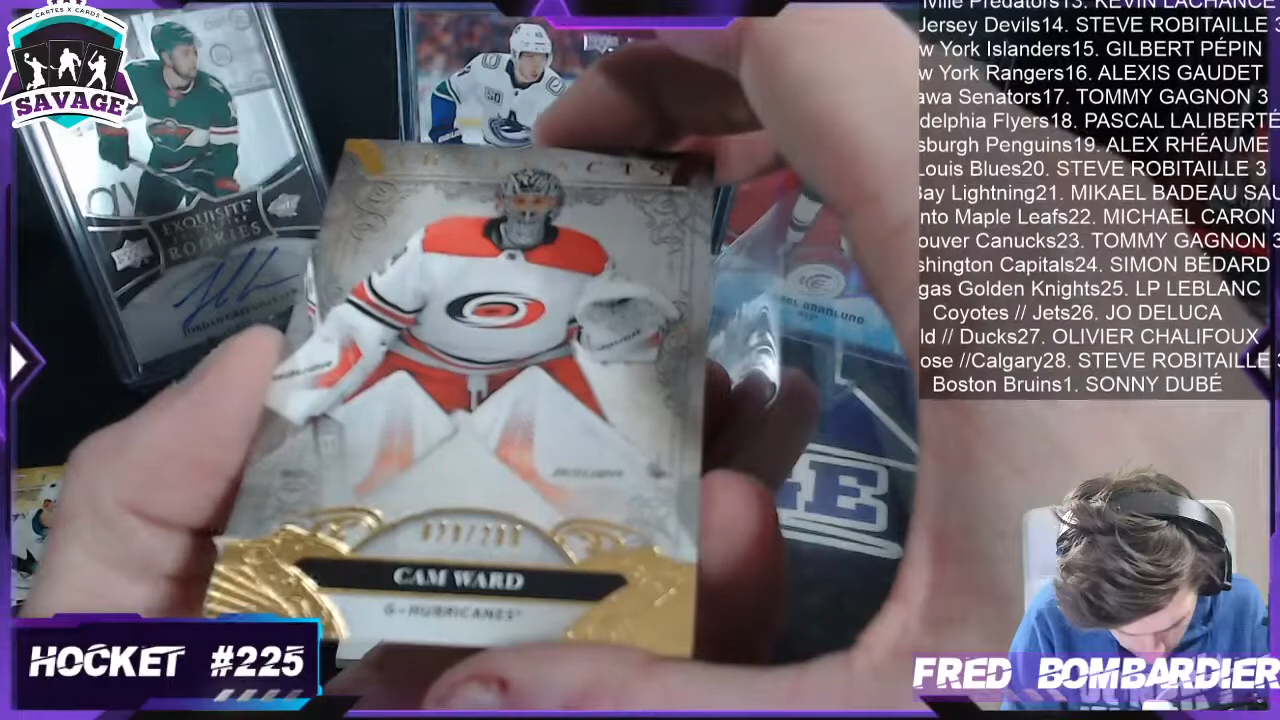 CARTES X CARDS
SAVAGE
EXQUISITE
ROOKIES
ARTIFACTS
CAM WARD
G-HURRICANES
HOCKET #225
ville Predators13. KEVIN LACHANCE
Jersey Devils14. STEVE ROBITAILLE 3
w York Islanders15. GILBERT PÉPIN
w York Rangers16. ALEXIS GAUDET
awa Senators17. TOMMY GAGNON 3
delphia Flyers18. PASCAL LALIBERTÉ
sburgh Penguins19. ALEX RHÉAUME
Louis Blues20. STEVE ROBITAILLE 3
Bay Lightning21. MIKAEL BADEAU SAU
nto Maple Leafs22. MICHAEL CARON
ouver Canucks23. TOMMY GAGNON 3
shington Capitals24. SIMON BÉDARD
gas Golden Knights25. LP LEBLANC
Coyotes // Jets26. JO DELUCA
ld // Ducks27. OLIVIER CHALIFOUX
ose //Calgary28. STEVE ROBITAILLE 3
Boston Bruins1. SONNY DUBÉ
FRED BOMBARDIER